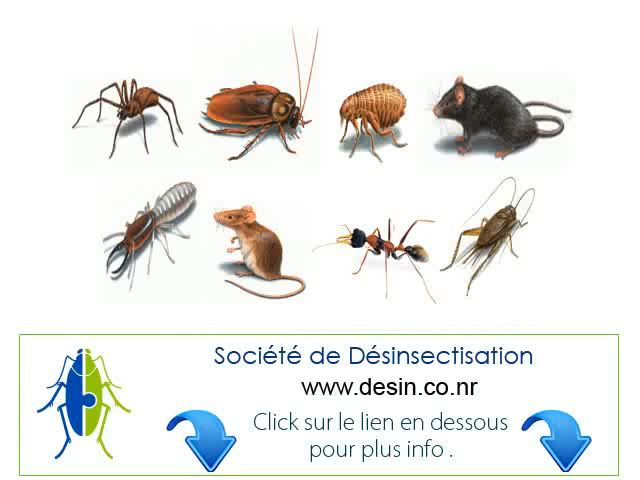 Société de Désinsectisation
www.desin.co.nr
Click sur le lien en dessous
pour plus info .